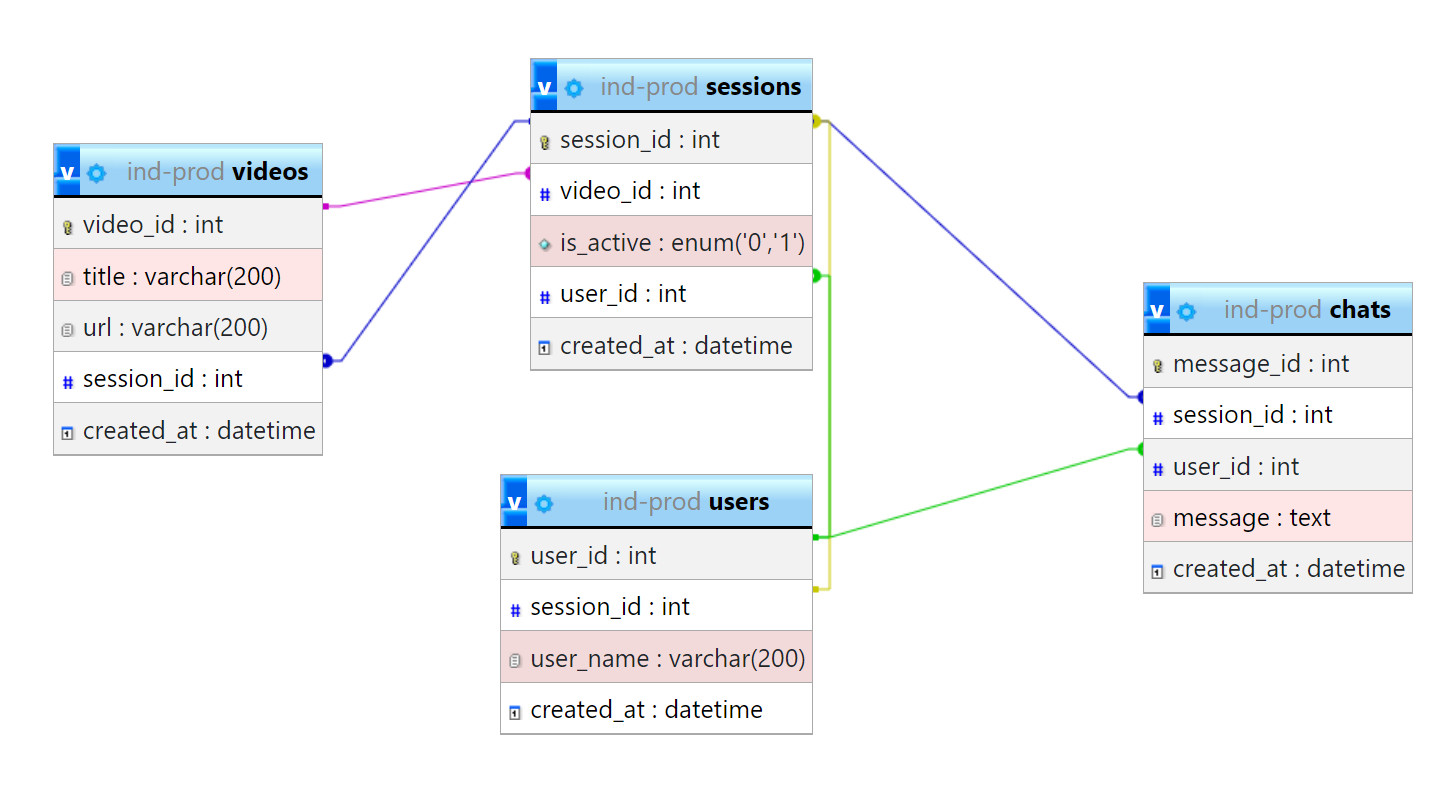 v ind-prod videos
video_id : int
title : varchar(200)
url : varchar(200)
session_id : int
created_at : datetime
v ind-prod sessions
session_id : int
video_id : int
is_active : enum('0','1')
user_id : int
created_at : datetime
v ind-prod users
user_id : int
session_id : int
user_name : varchar(200)
created_at : datetime
v ind-prod chats
message_id : int
session_id : int
user_id : int
message : text
created_at : datetime